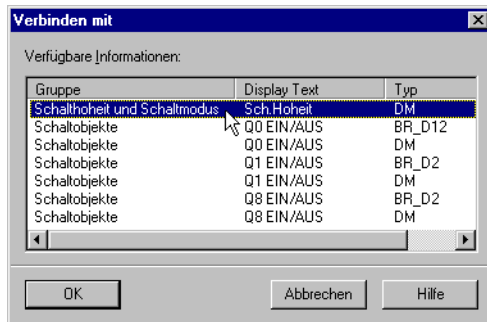 Verbinden mit
Verfügbare Informationen:
Gruppe Display Text Typ
Schalthoheit und Schaltmodus Sch.Hoheit DM
Schaltobjekte Q0 EIN/AUS BR_D12
Schaltobjekte Q0 EIN/AUS DM
Schaltobjekte Q1 EIN/AUS BR_D2
Schaltobjekte Q1 EIN/AUS DM
Schaltobjekte Q8 EIN/AUS BR_D2
Schaltobjekte Q8 EIN/AUS DM
OK Abbrechen Hilfe